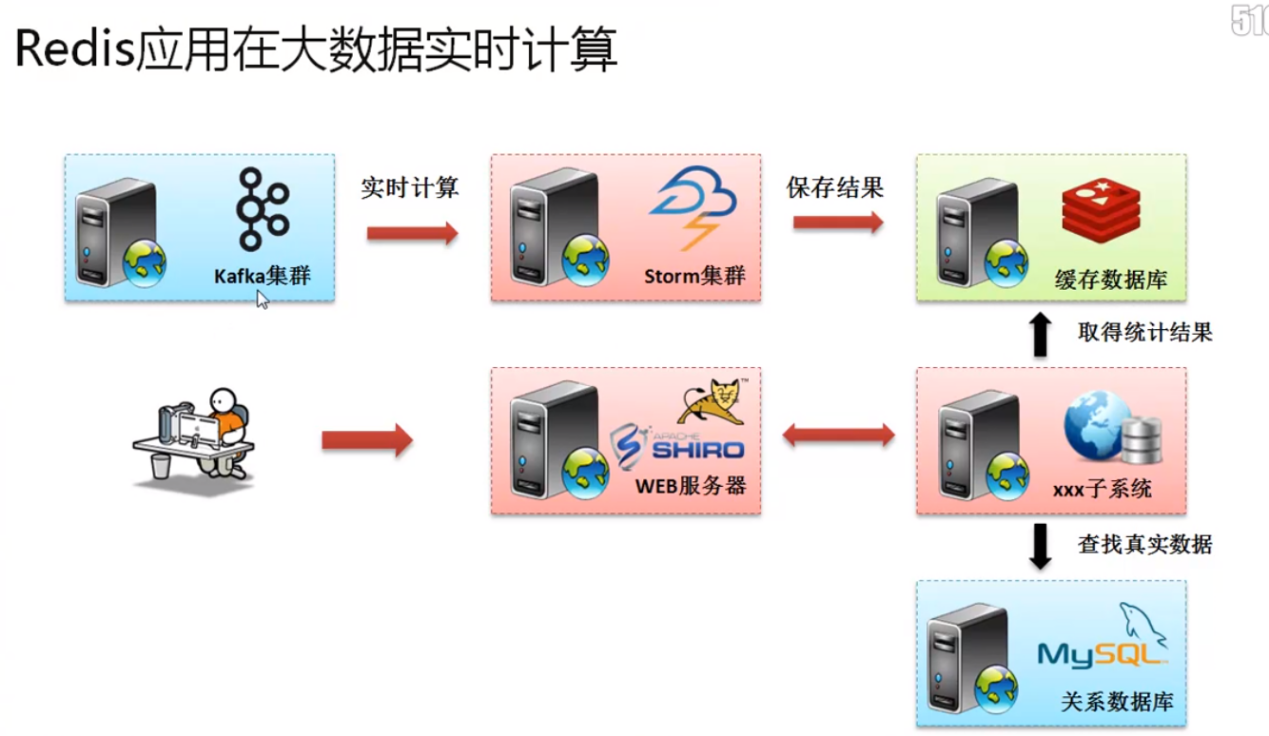 Redis应用在大数据实时计算
实时计算
保存结果
Kafka集群
Storm集群
缓存数据库
取得统计结果
APACHE
SHIRO
WEB服务器
xxx子系统
查找真实数据
MySQL
关系数据库